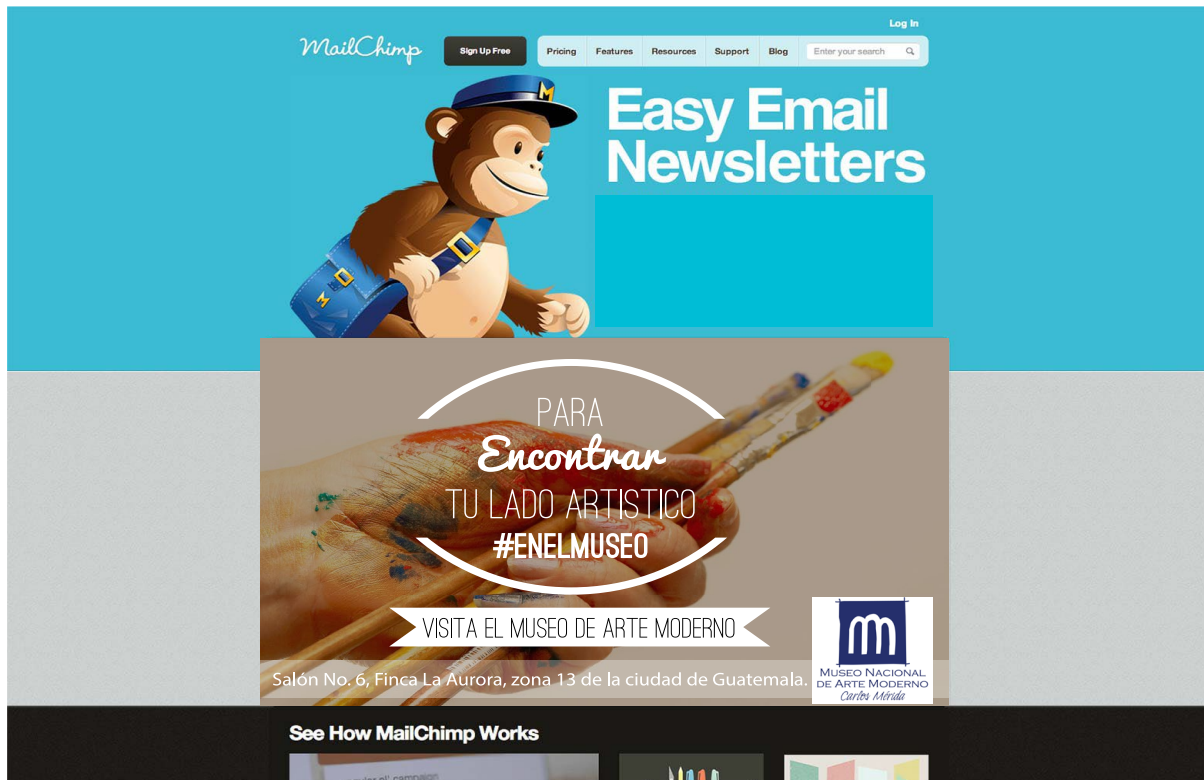 Log In
MailChimp
Sign Up Free
Pricing
Features
Resources
Support
Blog
Enter your search
M
Easy Email
Newsletters
M
PARA
Encontrar
TU LADO ARTISTICO
#ENELMUSEO
VISITA EL MUSEO DE ARTE MODERNO
Salón No. 6, Finca La Aurora, zona 13 de la ciudad de Guatemala.
m
MUSEO NACIONAL
DE ARTE MODERNO
Carlos Mérida
See How MailChimp Works
campaign